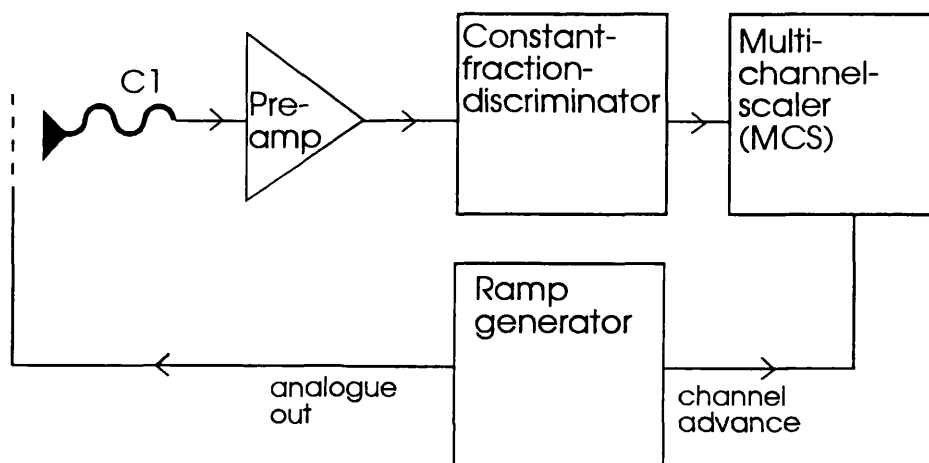 C1
Pre-
amp
Constant-
fraction-
discriminator
Multi-
channel-
scaler
(MCS)
Ramp
generator
analogue
out
channel
advance